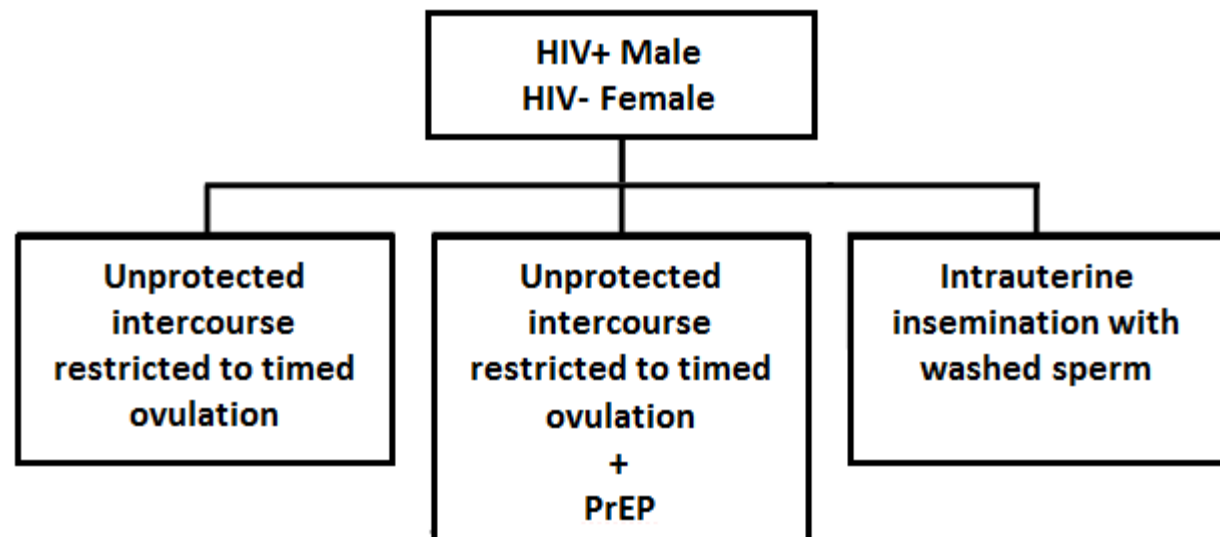 HIV+ Male
HIV- Female
Unprotected
intercourse
restricted to timed
ovulation
Unprotected
intercourse
restricted to timed
ovulation
+
PrEP
Intrauterine
insemination with
washed sperm